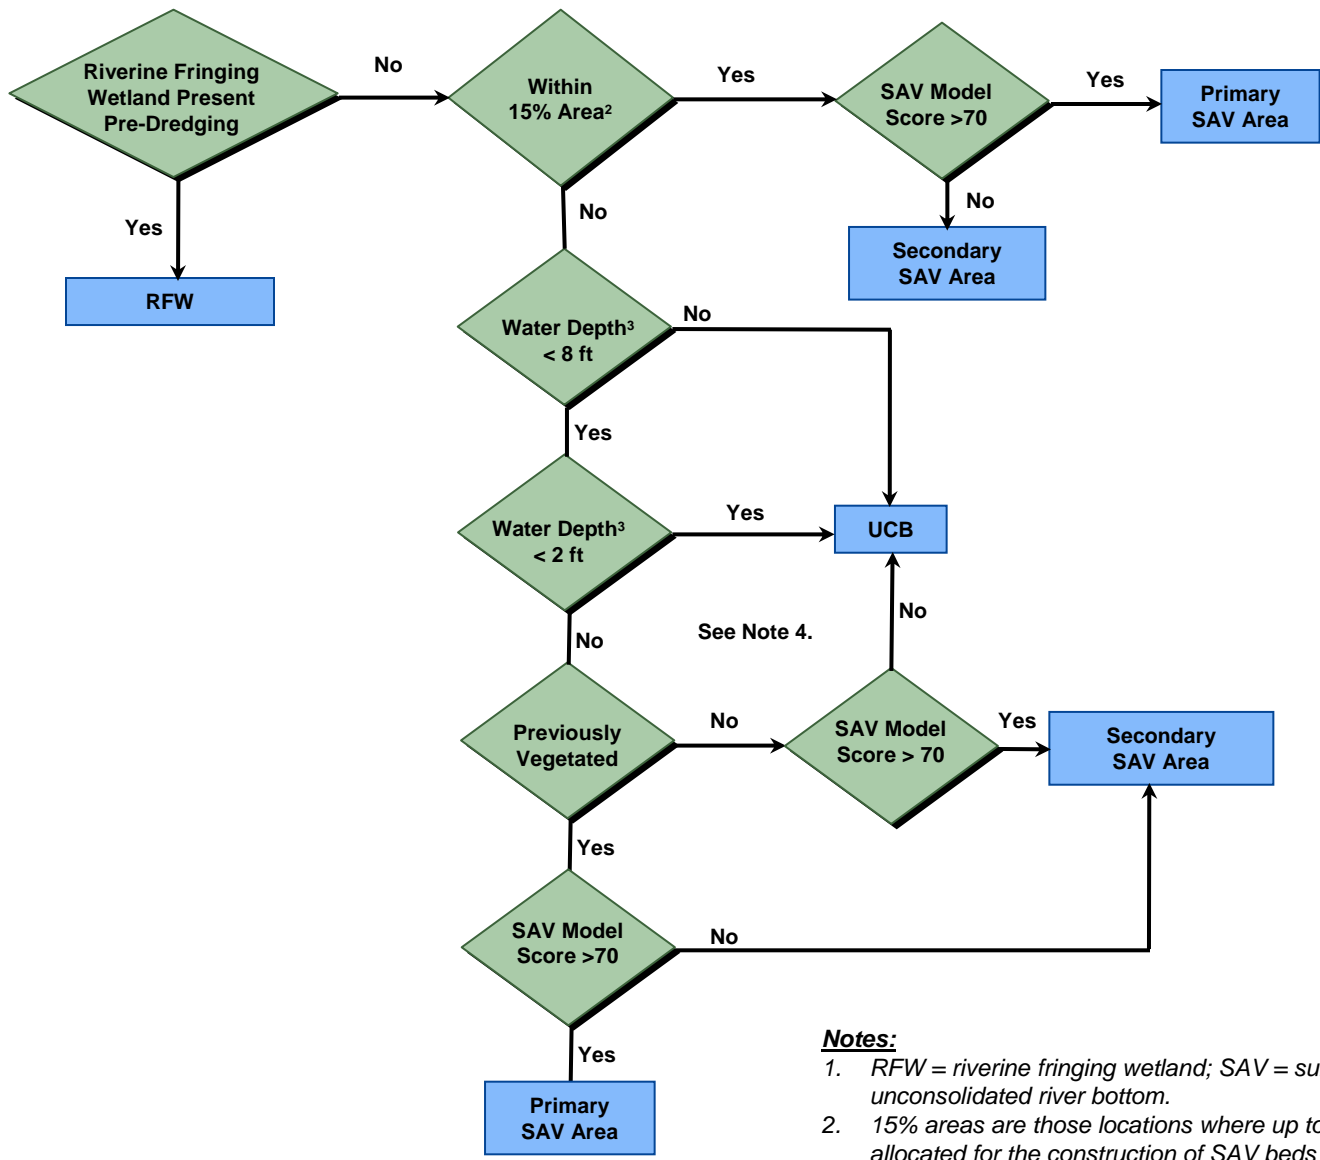 Riverine Fringing
Wetland Present
Pre-Dredging
No
Within
15% Area²
Yes
SAV Model
Score >70
Yes
Primary
SAV Area
Yes
No
No
RFW
Secondary
SAV Area
Water Depth³
< 8 ft
No
Yes
Water Depth³
< 2 ft
Yes
UCB
No
See Note 4.
No
Previously
Vegetated
No
SAV Model
Score > 70
Yes
Secondary
SAV Area
Yes
SAV Model
Score >70
No
Yes
Primary
SAV Area
Notes:
1. RFW = riverine fringing wetland; SAV = su
unconsolidated river bottom.
2. 15% areas are those locations where up to
allocated for the construction of SAV beds